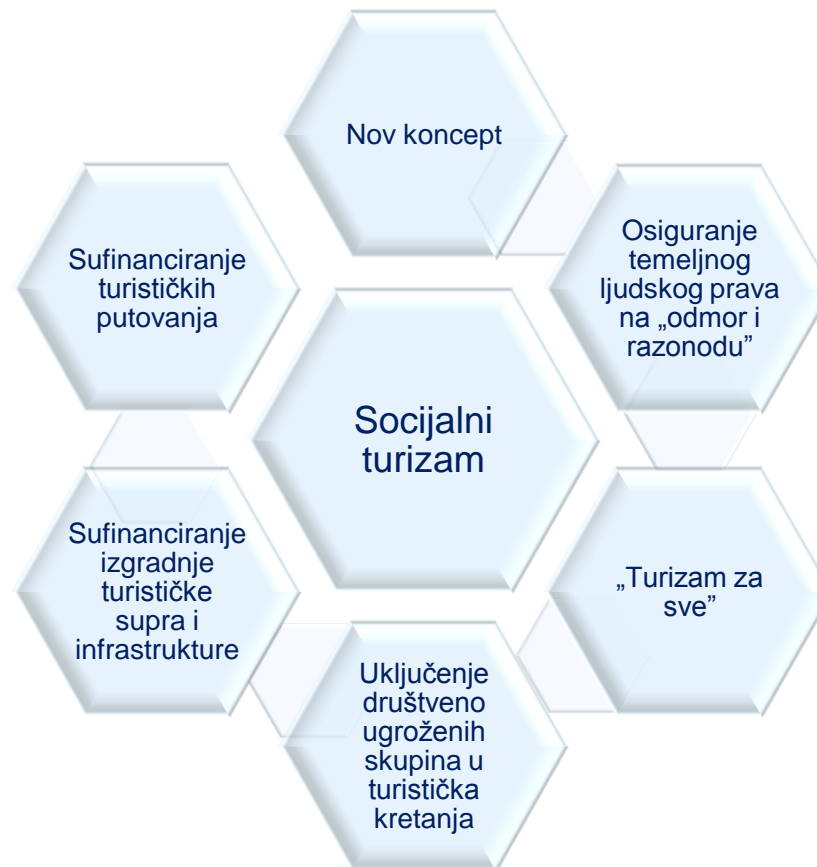 Nov koncept
Osiguranje
temeljnog
ljudskog prava
na „odmor i
razonodu”
„Turizam za
sve”
Uključenje
društveno
ugroženih
skupina u
turistička
kretanja
Sufinanciranje
izgradnje
turističke
supra i
infrastrukture
Sufinanciranje
turističkih
putovanja
Socijalni
turizam